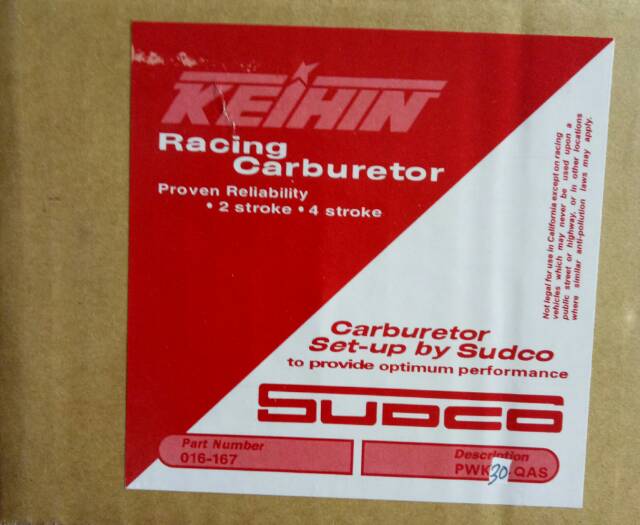 KEIHIN
Racing
Carburetor
Proven Reliability
• 2 stroke • 4 stroke
Not legal for use in California except on racing
vehicles which may never be used upon a
public street or highway, or in other locations
where similar anti-pollution laws may apply.
Carburetor
Set-up by Sudco
to provide optimum performance
SUDCO
Part Number
016-167
Description
PWK30-QAS